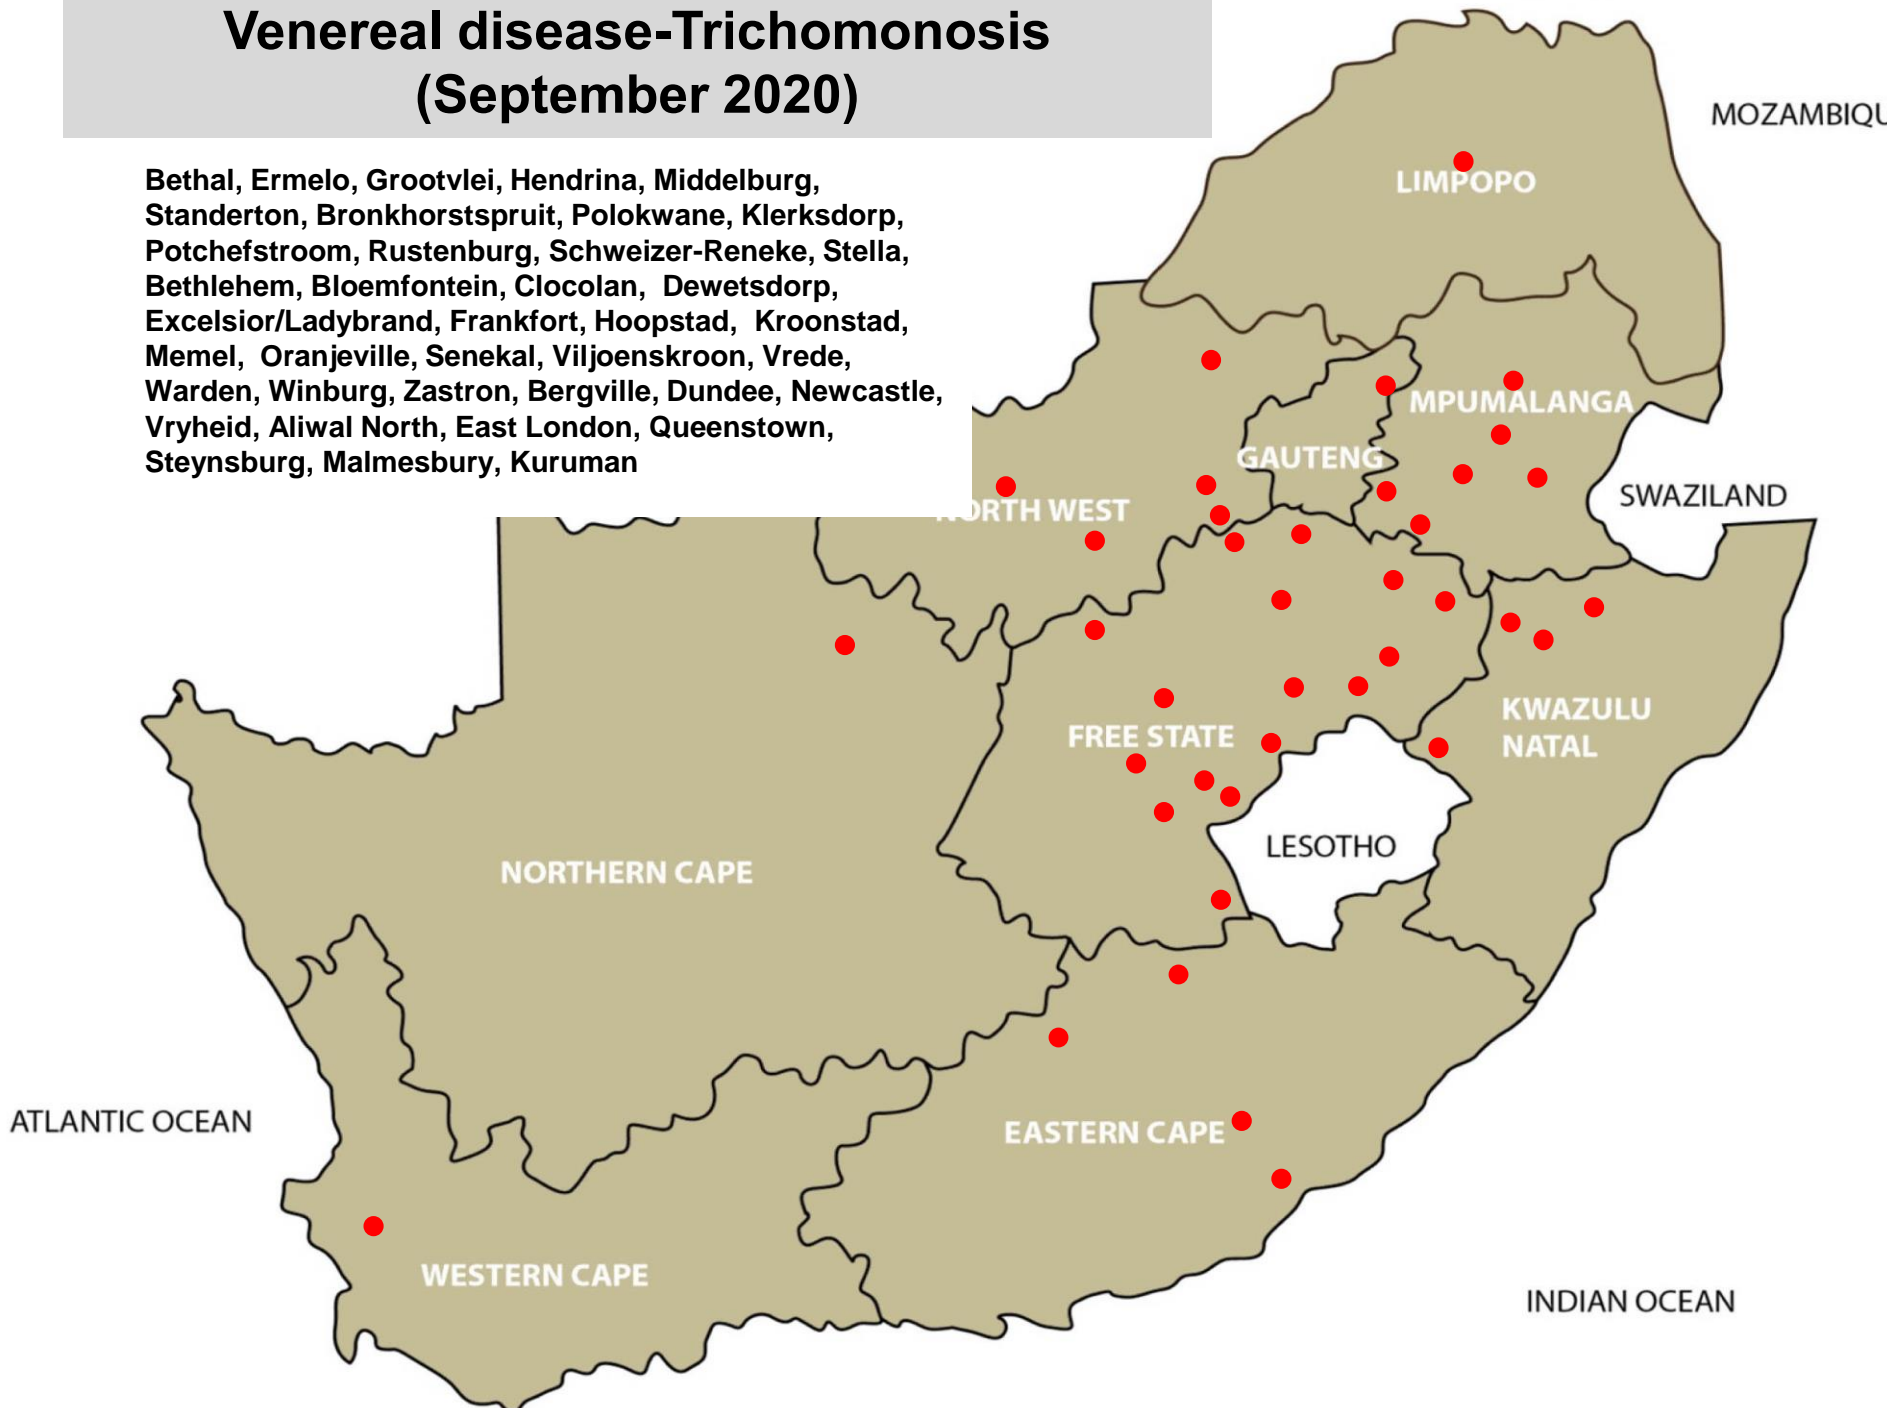 Venereal disease-Trichomonosis
(September 2020)
Bethal, Ermelo, Grootvlei, Hendrina, Middelburg,
Standerton, Bronkhorstspruit, Polokwane, Klerksdorp,
Potchefstroom, Rustenburg, Schweizer-Reneke, Stella,
Bethlehem, Bloemfontein, Clocolan, Dewetsdorp,
Excelsior/Ladybrand, Frankfort, Hoopstad, Kroonstad,
Memel, Oranjeville, Senekal, Viljoenskroon, Vrede,
Warden, Winburg, Zastron, Bergville, Dundee, Newcastle,
Vryheid, Aliwal North, East London, Queenstown,
Steynsburg, Malmesbury, Kuruman
MOZAMBIQU
LIMPOPO
MPUMALANGA
GAUTENG
SWAZILAND
NORTH WEST
KWAZULU
NATAL
FREE STATE
LESOTHO
NORTHERN CAPE
ATLANTIC OCEAN
EASTERN CAPE
WESTERN CAPE
INDIAN OCEAN